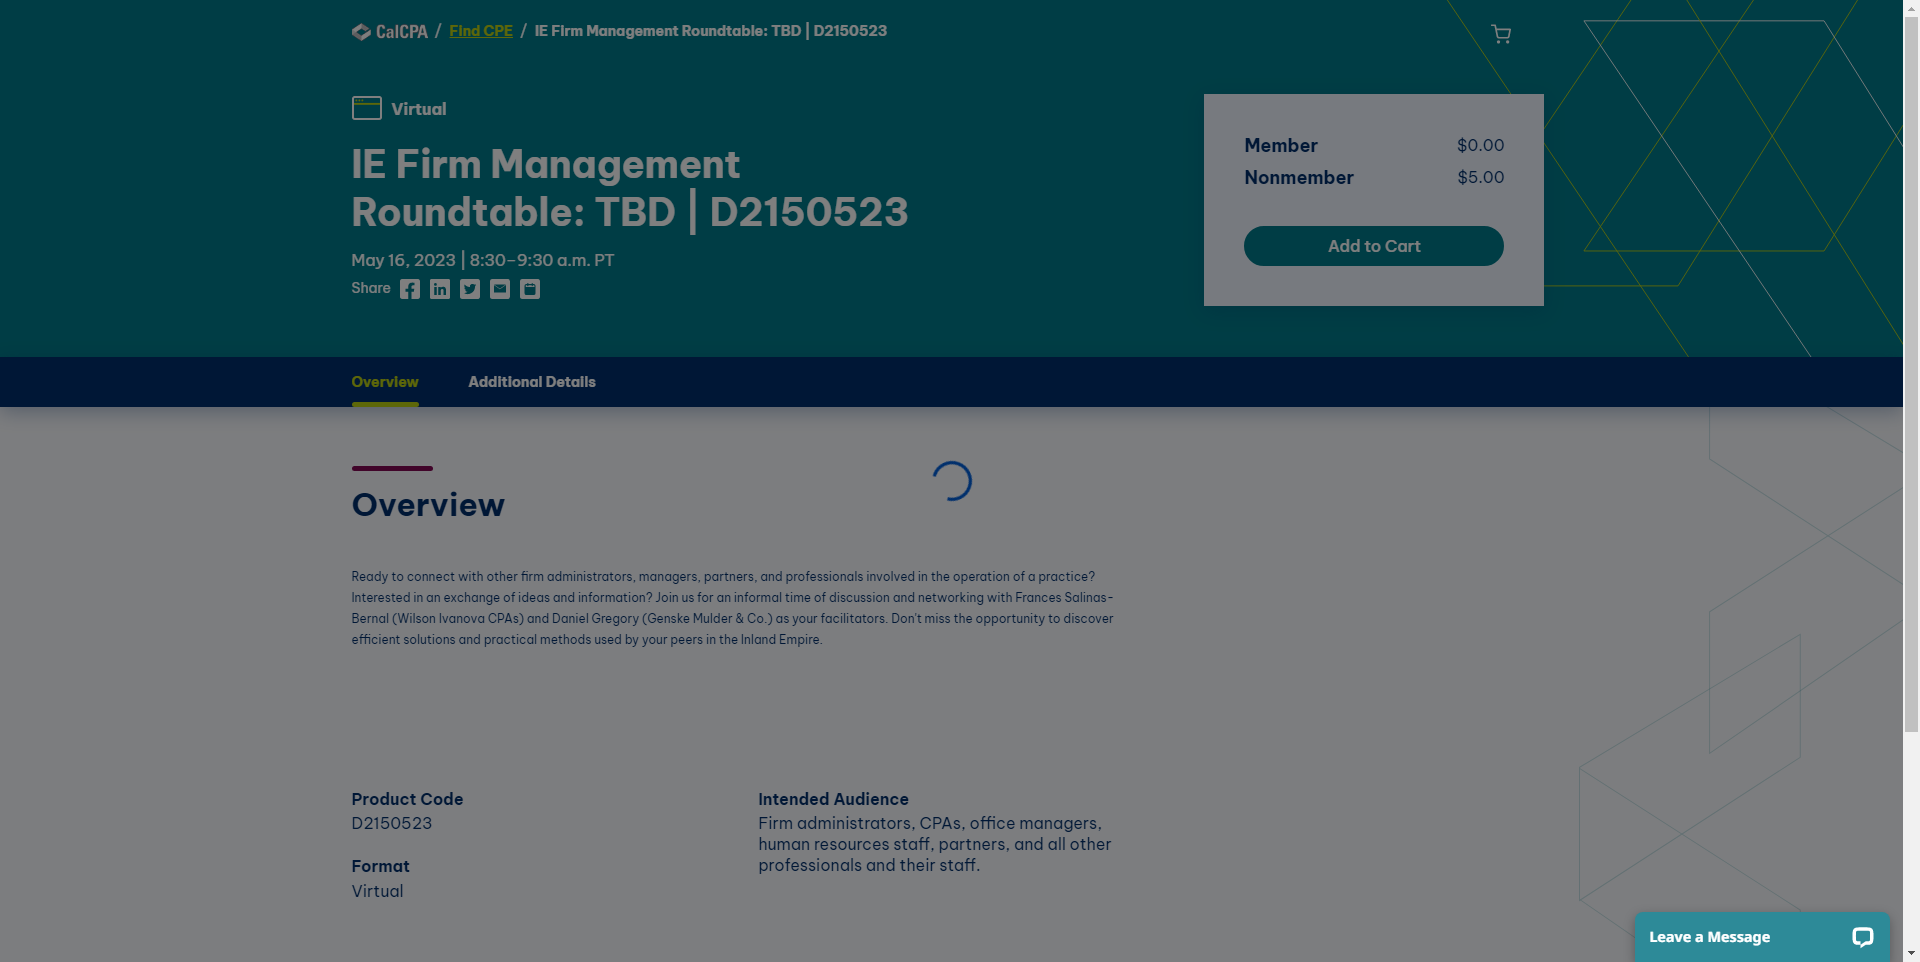 CalCPA / Find CPE / IE Firm Management Roundtable: TBD | D2150523
Virtual
IE Firm Management
Roundtable: TBD | D2150523
May 16, 2023 | 8:30–9:30 a.m. PT
Share
Member $0.00
Nonmember $5.00
Add to Cart
Overview Additional Details
Overview
Ready to connect with other firm administrators, managers, partners, and professionals involved in the operation of a practice?
Interested in an exchange of ideas and information? Join us for an informal time of discussion and networking with Frances Salinas-
Bernal (Wilson Ivanova CPAs) and Daniel Gregory (Genske Mulder & Co.) as your facilitators. Don't miss the opportunity to discover
efficient solutions and practical methods used by your peers in the Inland Empire.
Product Code
D2150523
Format
Virtual
Intended Audience
Firm administrators, CPAs, office managers,
human resources staff, partners, and all other
professionals and their staff.
Leave a Message